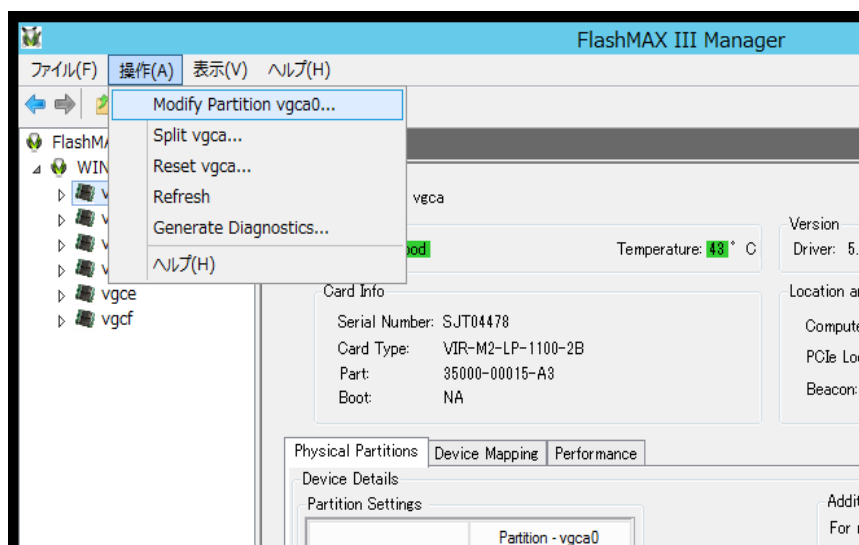 FlashMAX III Manager
ファイル(F) 操作(A) 表示(V) ヘルプ(H)
Modify Partition vgca0...
Split vgca...
Reset vgca...
Refresh
Generate Diagnostics...
ヘルプ(H)
vgce
vgcf
vgca
Temperature: 43° C
Version
Driver: 5.
Card Info
Serial Number: SJT04478
Card Type: VIR-M2-LP-1100-2B
Part: 35000-00015-A3
Boot: NA
Location
PCIe
Beacon:
Physical Partitions Device Mapping Performance
Device Details
Partition Settings
Partition - vgca0
For